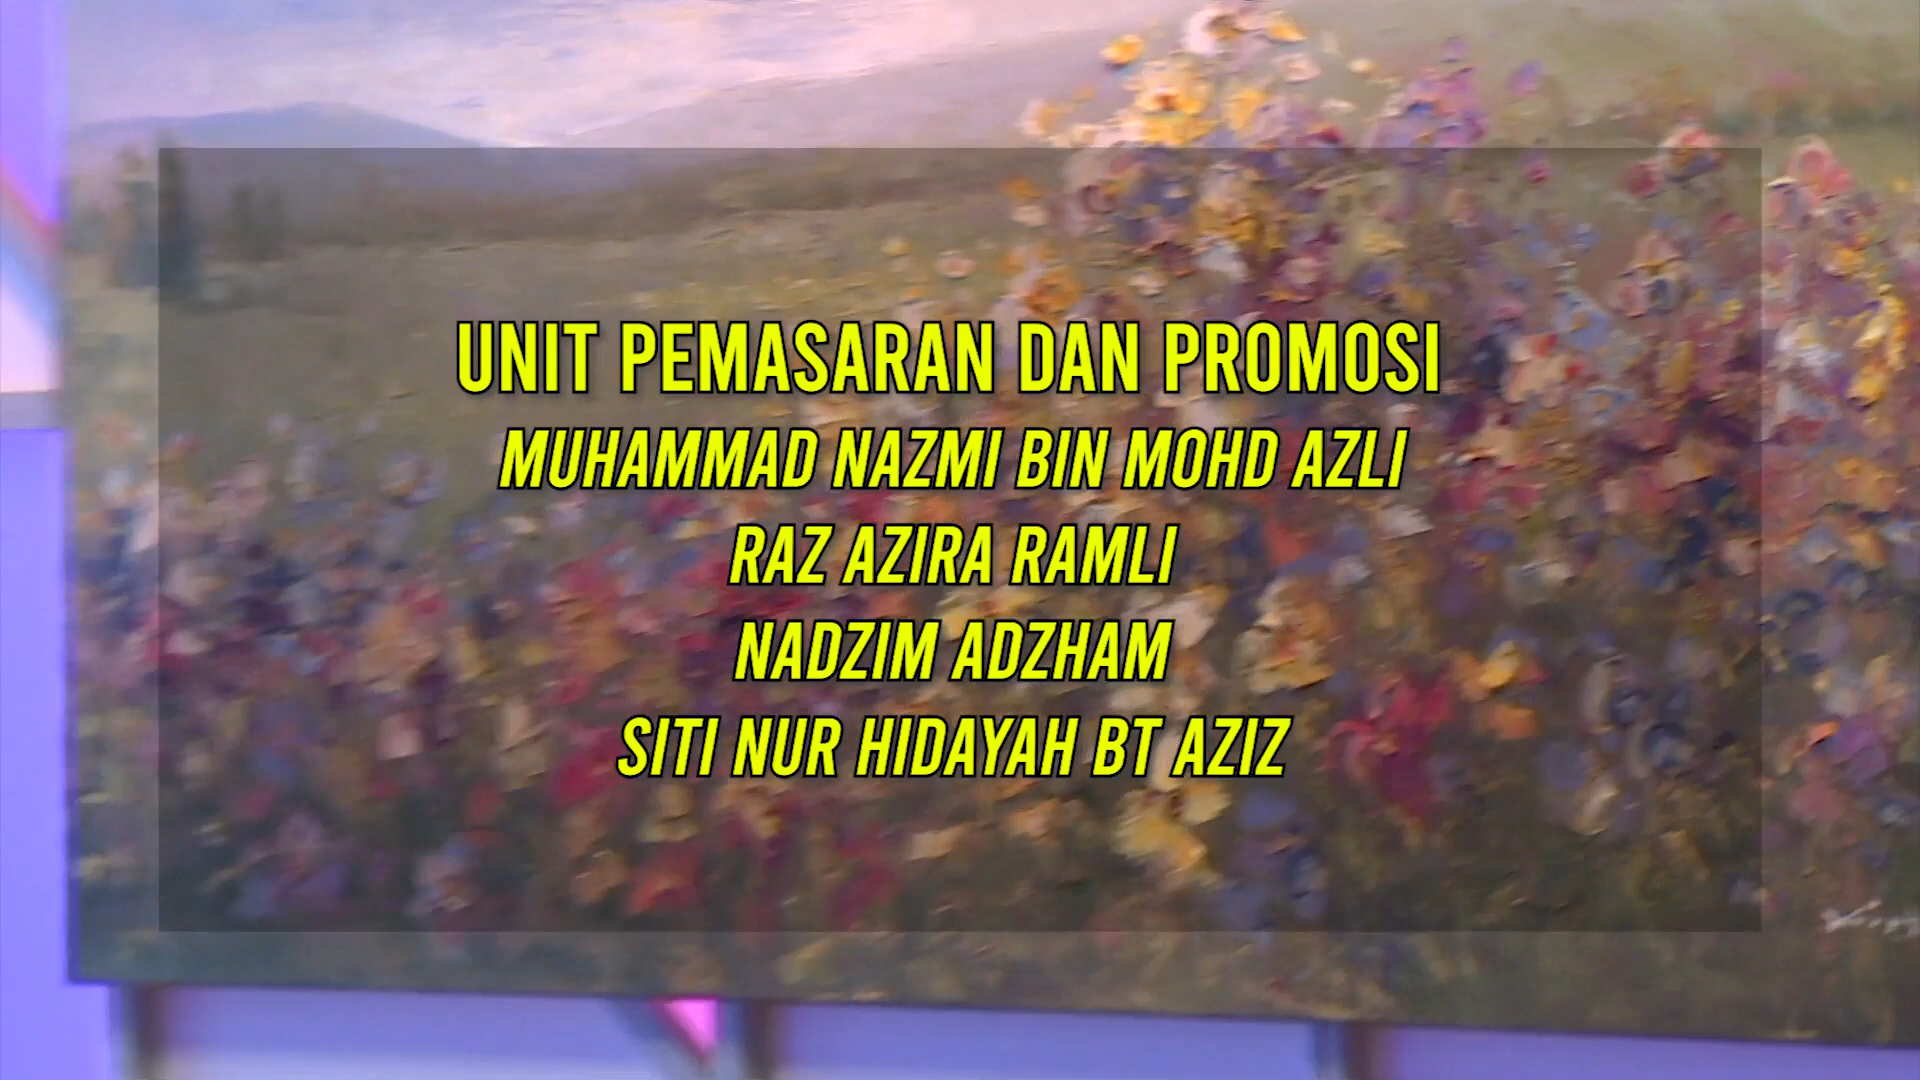 UNIT PEMASARAN DAN PROMOSI
MUHAMMAD NAZMI BIN MOHD AZLI
RAZ AZIRA RAMLI
NADZIM ADZHAM
SITI NUR HIDAYAH BT AZIZ